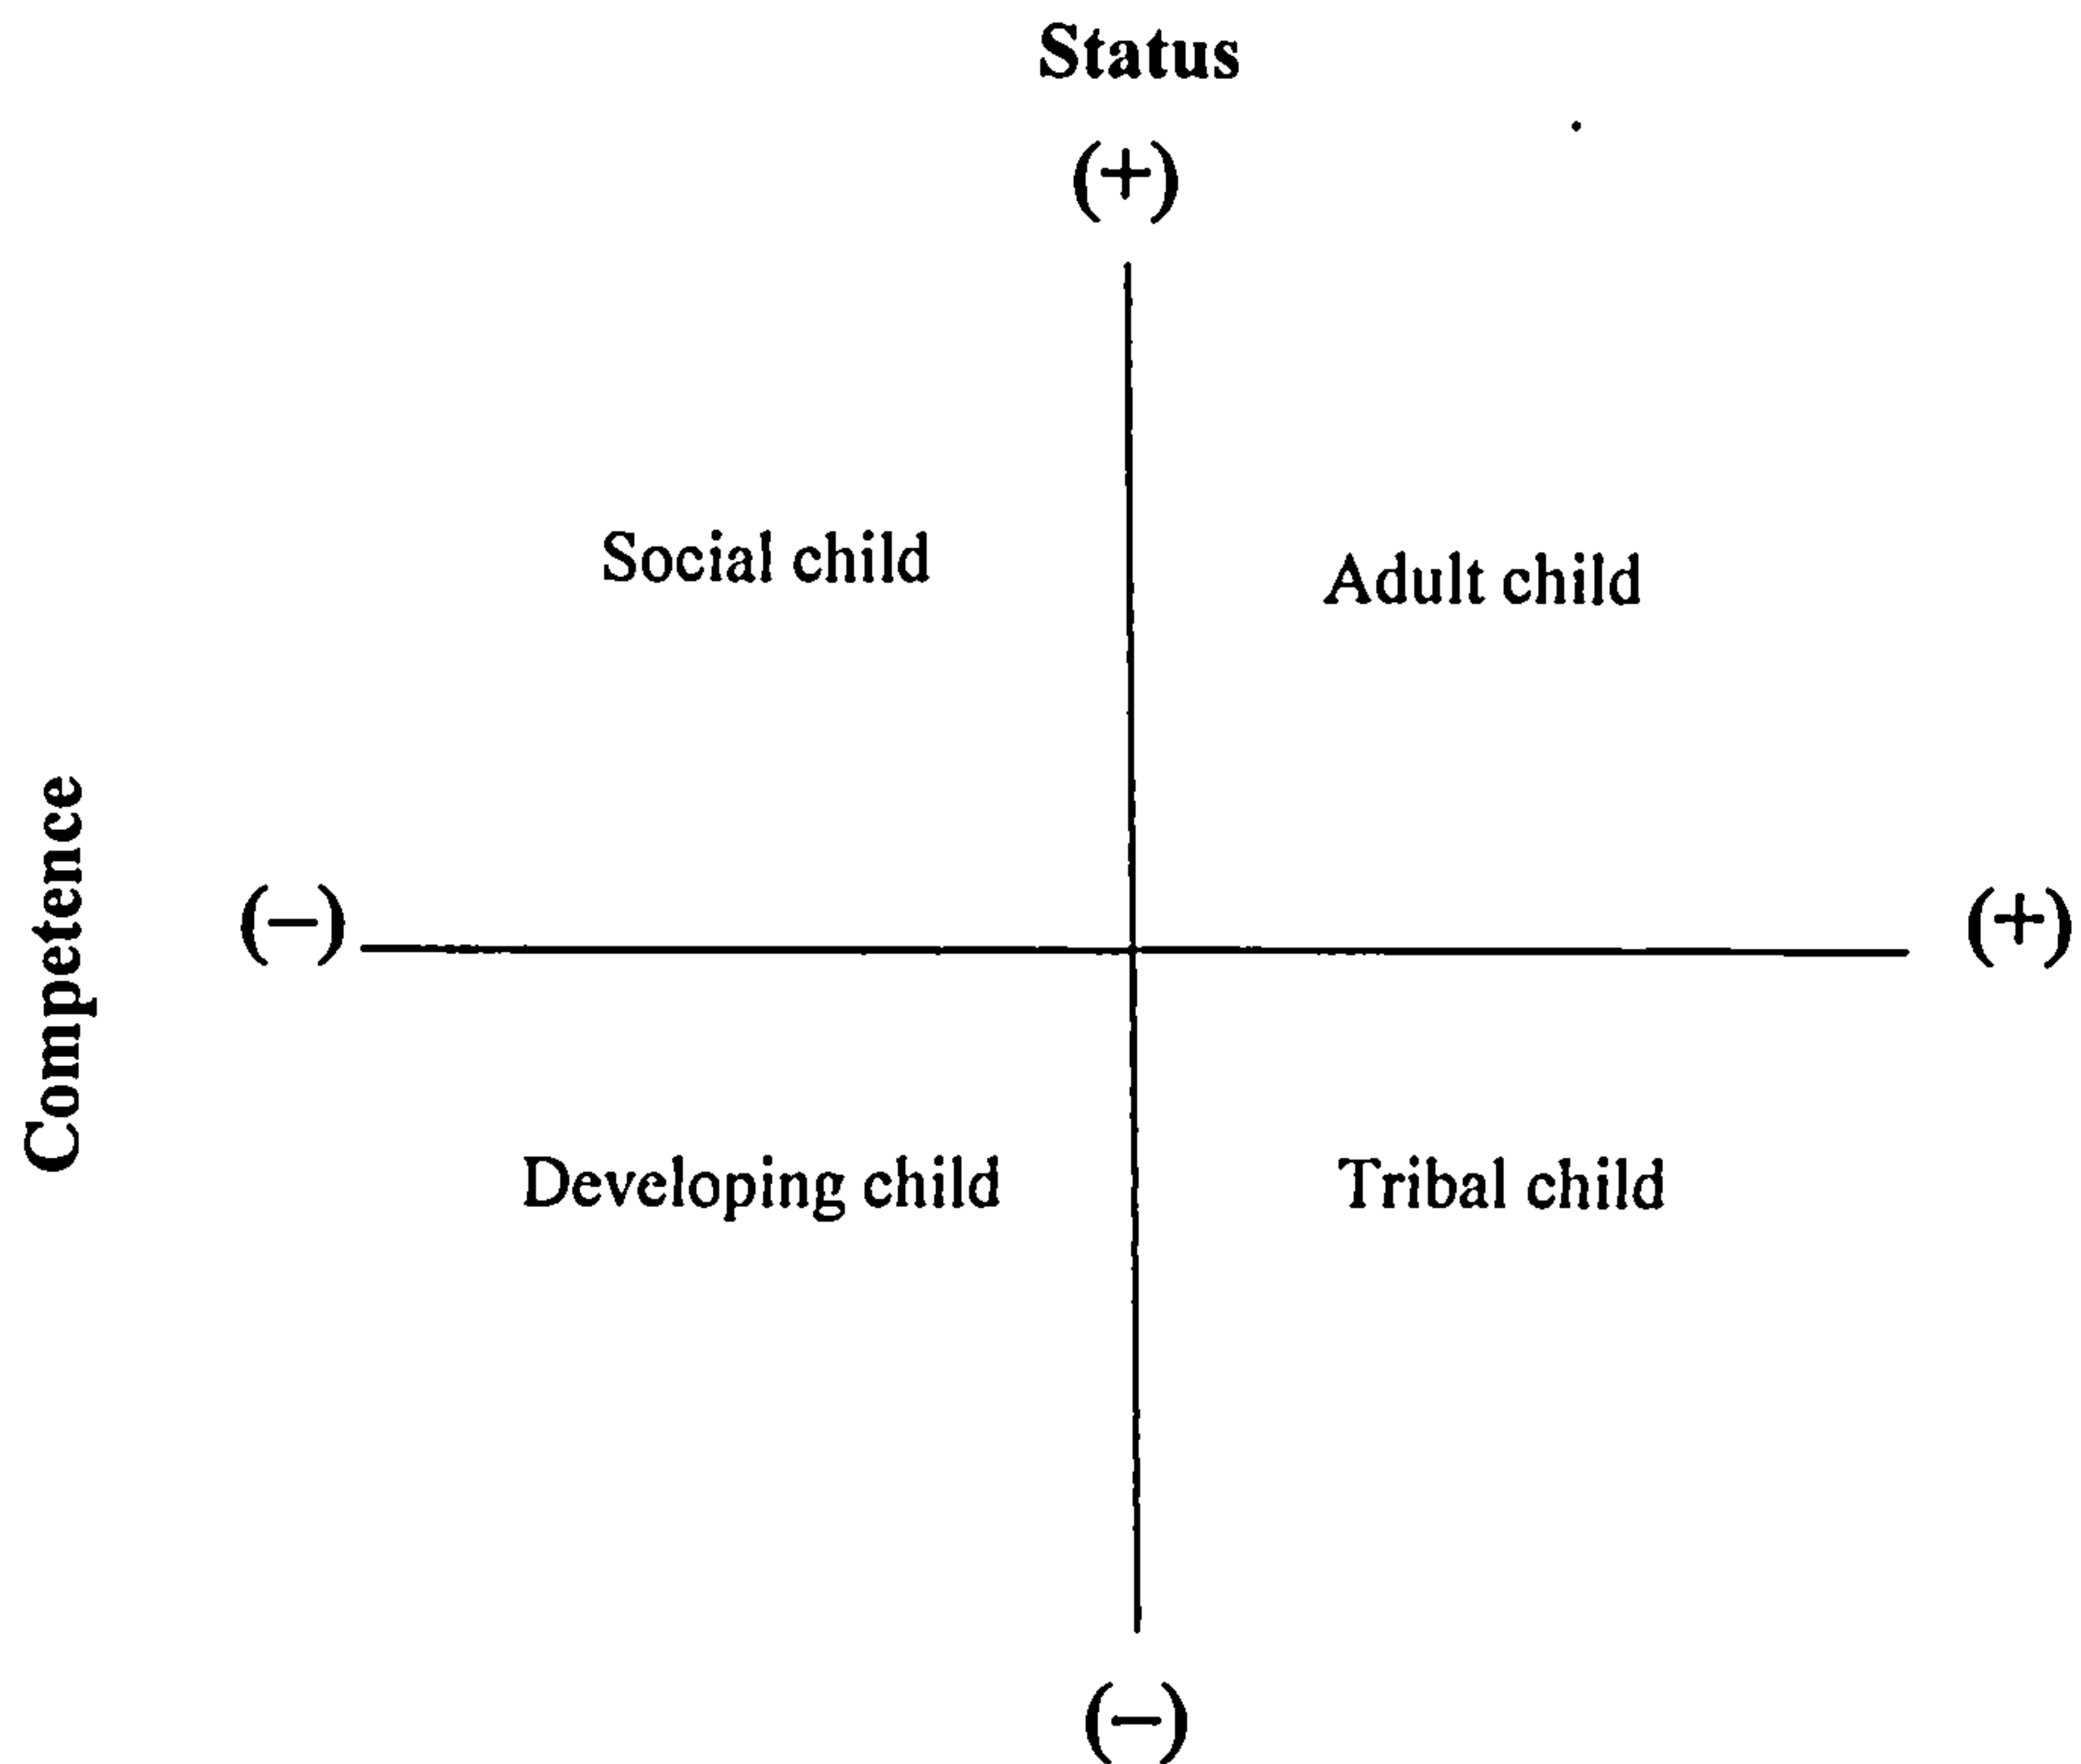 Status
(+)
Social child
Adult child
Competence
(−)
(+)
Developing child
Tribal child
(−)